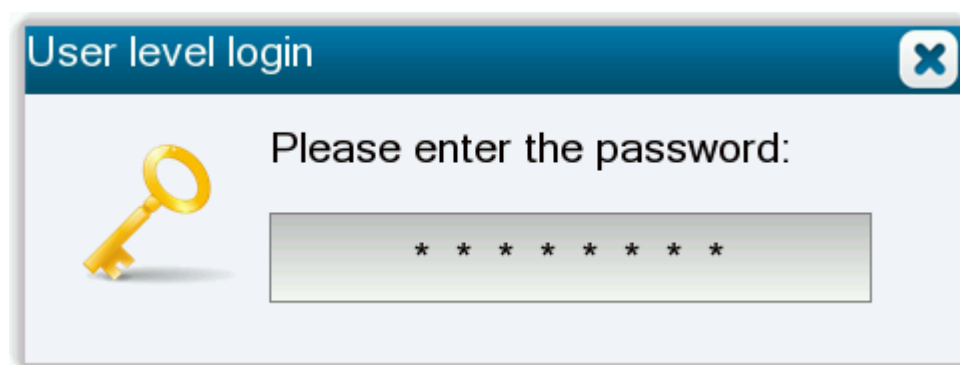 User level login
Please enter the password:
* * * * * * * *